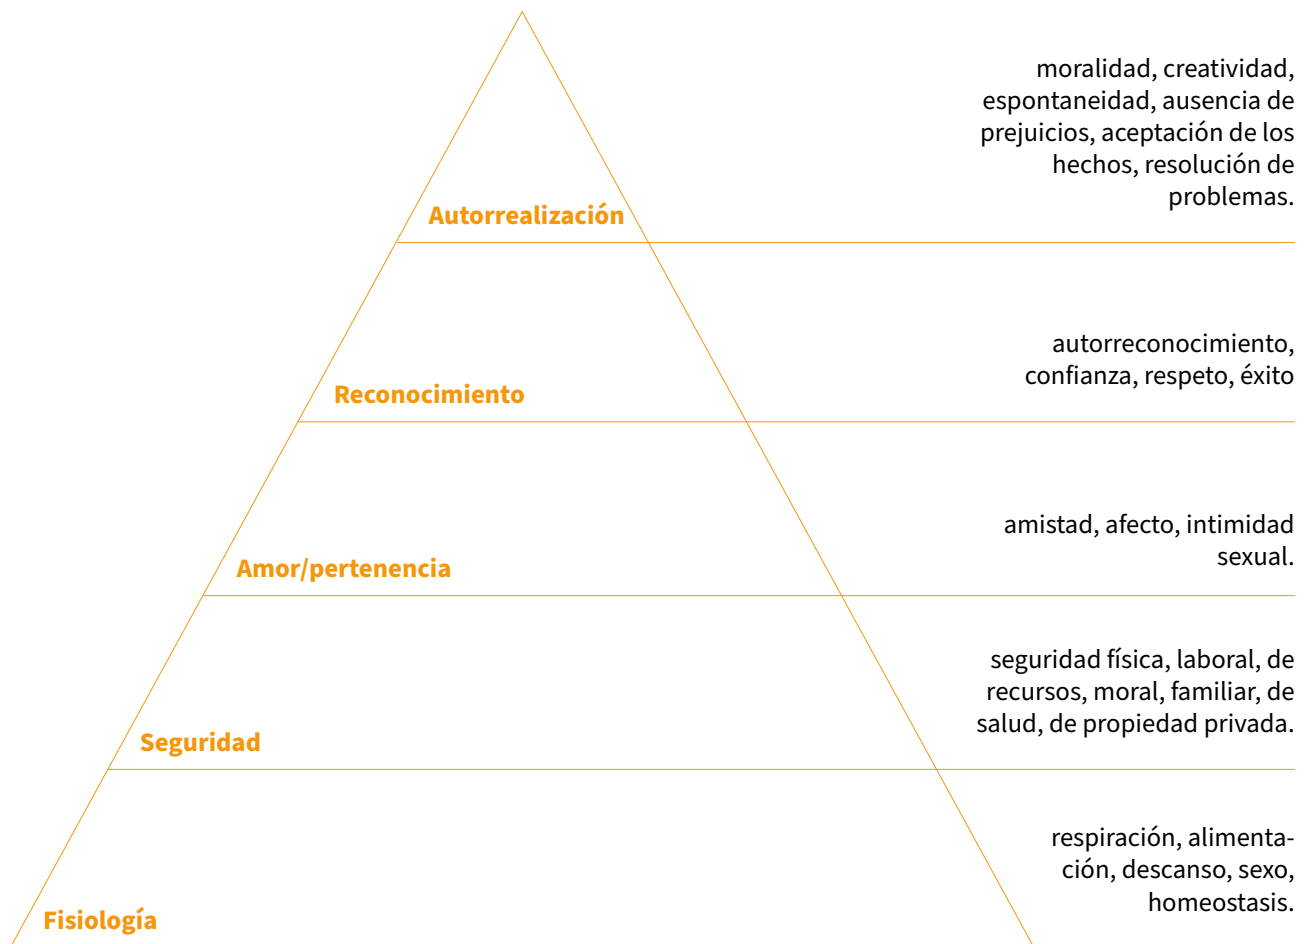 moralidad, creatividad,
espontaneidad, ausencia de
prejuicios, aceptación de los
hechos, resolución de
problemas.
Autorrealización
autorreconocimiento,
confianza, respeto, éxito
Reconocimiento
amistad, afecto, intimidad
sexual.
Amor/pertenencia
seguridad física, laboral, de
recursos, moral, familiar, de
salud, de propiedad privada.
Seguridad
respiración, alimenta-
ción, descanso, sexo,
homeostasis.
Fisiología